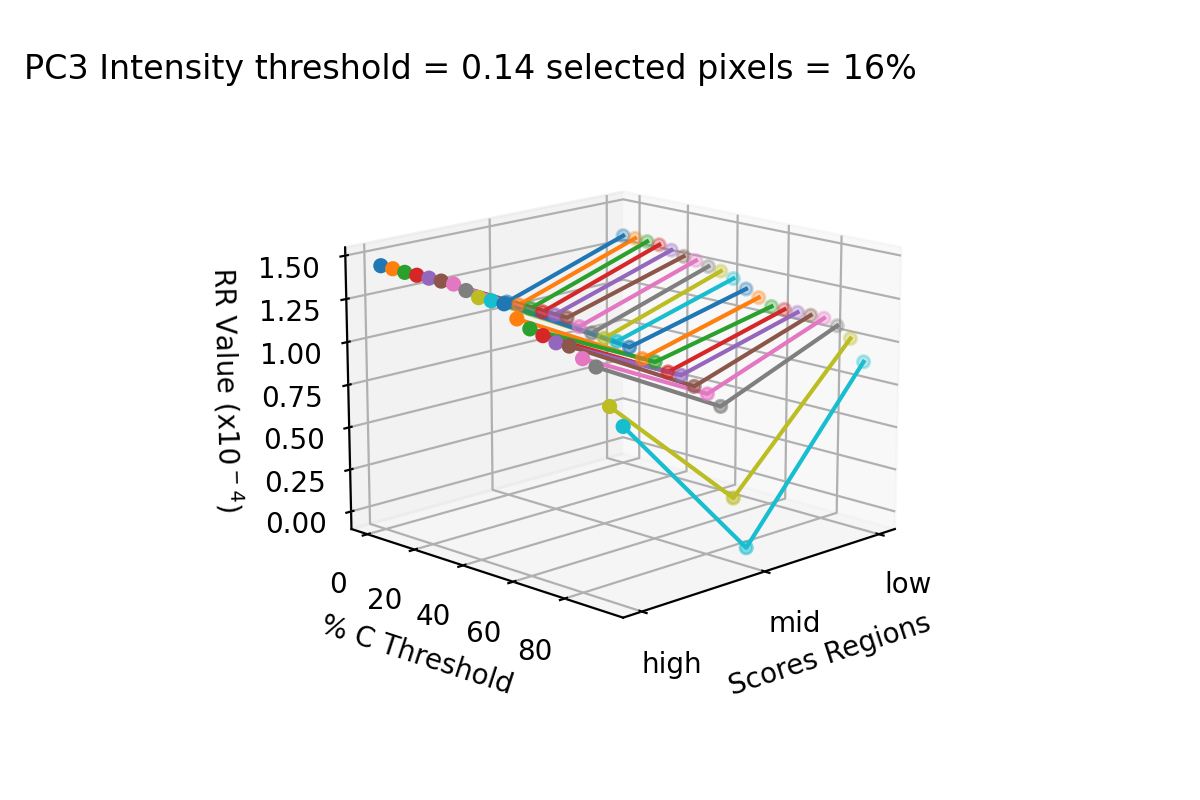 PC3 Intensity threshold = 0.14 selected pixels = 16%
RR Value (x10⁻⁴)
1.50
1.25
1.00
0.75
0.50
0.25
0.00
0
20
40
60
80
% C Threshold
high
mid
low
Scores Regions